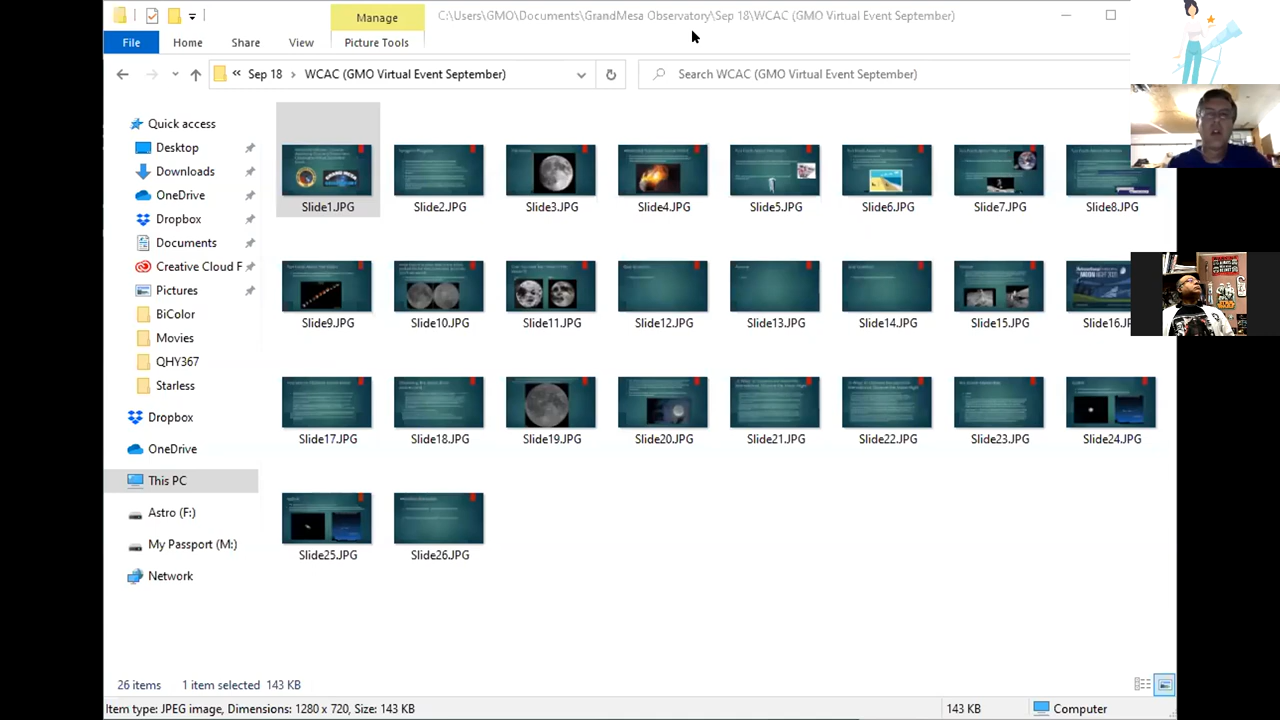 Manage
C:\Users\GMO\Documents\GrandMesa Observatory\Sep 18\WCAC (GMO Virtual Event September)
File
Home
Share
View
Picture Tools
« Sep 18 › WCAC (GMO Virtual Event September)
Search WCAC (GMO Virtual Event September)
Quick access
Desktop
Downloads
OneDrive
Dropbox
Documents
Creative Cloud F
Pictures
BiColor
Movies
QHY367
Starless
Dropbox
OneDrive
This PC
Astro (F:)
My Passport (M:)
Network
Slide1.JPG
Slide2.JPG
Slide3.JPG
Slide4.JPG
Slide5.JPG
Slide6.JPG
Slide7.JPG
Slide8.JPG
Slide9.JPG
Slide10.JPG
Slide11.JPG
Slide12.JPG
Slide13.JPG
Slide14.JPG
Slide15.JPG
Slide16.JP
Slide17.JPG
Slide18.JPG
Slide19.JPG
Slide20.JPG
Slide21.JPG
Slide22.JPG
Slide23.JPG
Slide24.JPG
Slide25.JPG
Slide26.JPG
26 items
1 item selected 143 KB
Item type: JPEG image, Dimensions: 1280 x 720, Size: 143 KB
143 KB
Computer